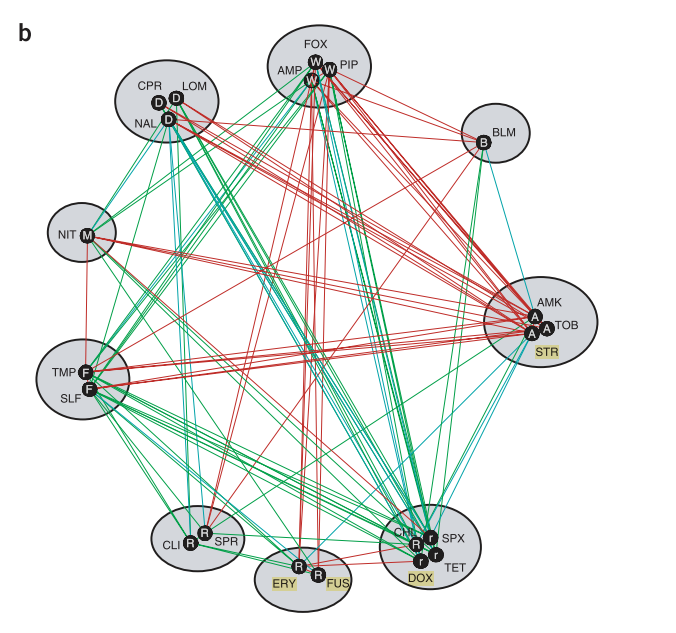 b
FOX
AMP W W PIP
W
CPR LOM
D D
NAL D
BLM
B
NIT M
AMK
A
A A TOB
STR
TMP F
SLF F
R
CLI R SPR
R
R
ERY FUS
CHL r SPX
R
r r TET
DOX